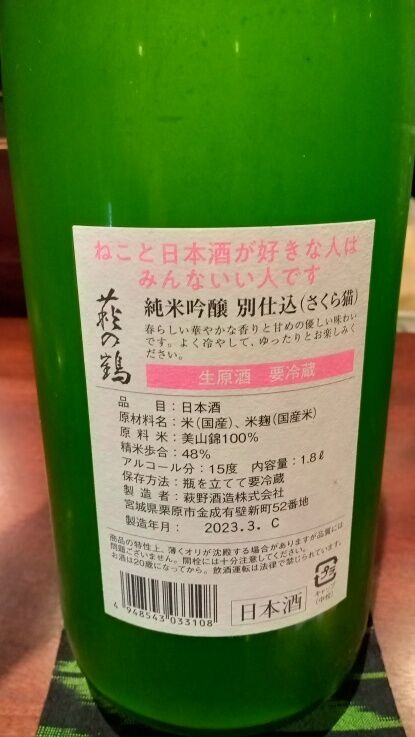 ねこと日本酒が好きな人は
みんないい人です
萩の鶴
純米吟醸 別仕込(さくら猫)
春らしい華やかな香りと甘めの優しい味わい
です。よく冷やして、ゆったりとお楽しみく
ださい。
生原酒 要冷蔵
品 目:日本酒
原材料名:米(国産)、米麹(国産米)
原料米:美山錦100%
精米歩合:48%
アルコール分:15度 内容量:1.8ℓ
保存方法:瓶を立てて要冷蔵
製造者:萩野酒造株式会社
宮城県栗原市金成有壁新町52番地
製造年月: 2023.3. C
商品の特性上、薄くオリが沈殿する場合がありますが品質には
問題ございません。開栓には十分注意してください。
お酒は20歳になってから。飲酒運転は法律で禁じられています。
4 948543 033108
日本酒
プラ
キャップ
(中栓)